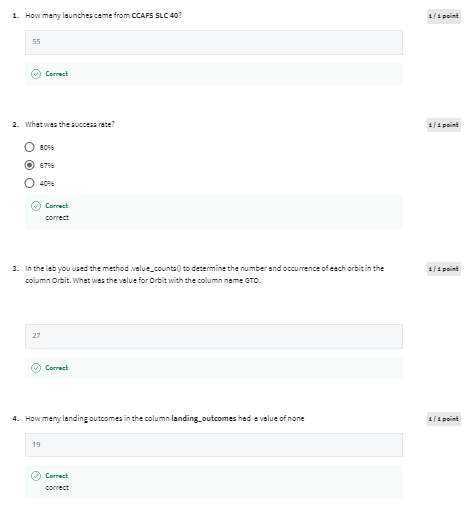 1. How many launches came from CCAFS SLC 40?
1 / 1 point
55
Correct
2. What was the success rate?
1 / 1 point
80%
67%
40%
Correct
correct
3. In the lab you used the method .value_counts() to determine the number and occurrence of each orbit in the
column Orbit. What was the value for Orbit with the column name GTO.
1 / 1 point
27
Correct
4. How many landing outcomes in the column landing_outcomes had a value of none
1 / 1 point
19
Correct
correct